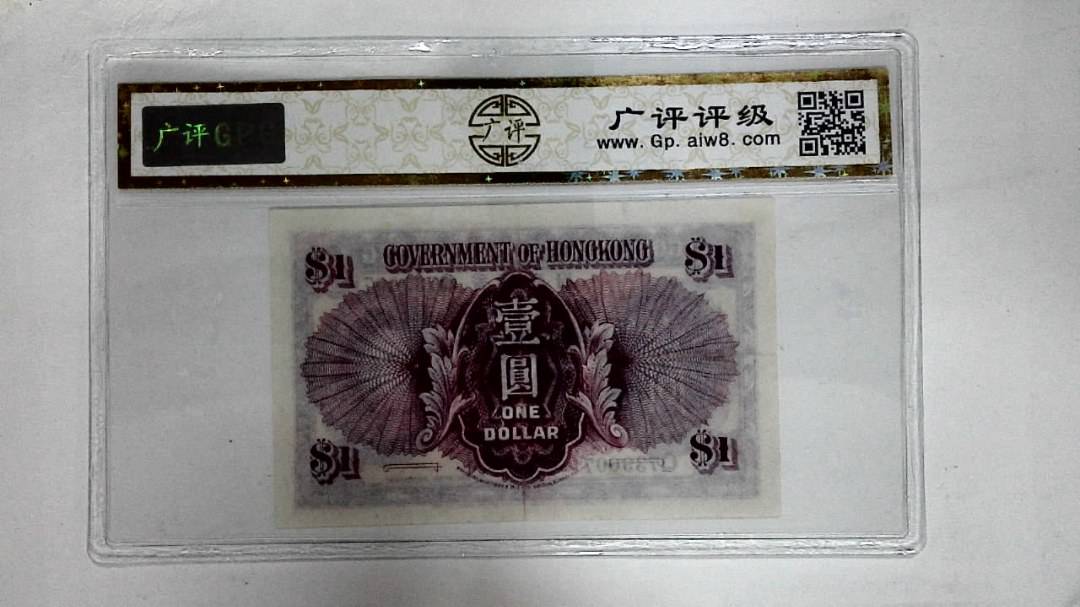 广评GPG
广评
广评评级
www. Gp. aiw8. com
$1 GOVERNMENT OF HONGKONG $1
壹
圓
ONE
DOLLAR
$1 $1